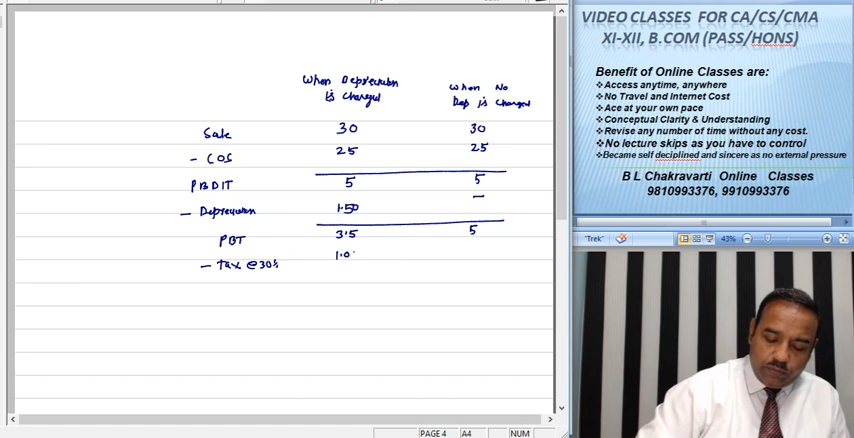 When Depreciation is Charged
When No Dep is Charged
Sale 30 30
- COS 25 25
PBDIT 5 5
- Depreciation 1.50 -
PBT 3.5 5
- Tax @ 30% 1.0
PAGE 4 A4 NUM
VIDEO CLASSES FOR CA/CS/CMA
XI-XII, B.COM (PASS/HONS)
Benefit of Online Classes are:
❖Access anytime, anywhere
❖No Travel and Internet Cost
❖Ace at your own pace
❖Conceptual Clarity & Understanding
❖Revise any number of time without any cost.
❖No lecture skips as you have to control
❖Became self deciplined and sincere as no external pressure
B L Chakravarti Online Classes
9810993376, 9910993376
"Trek" 43%